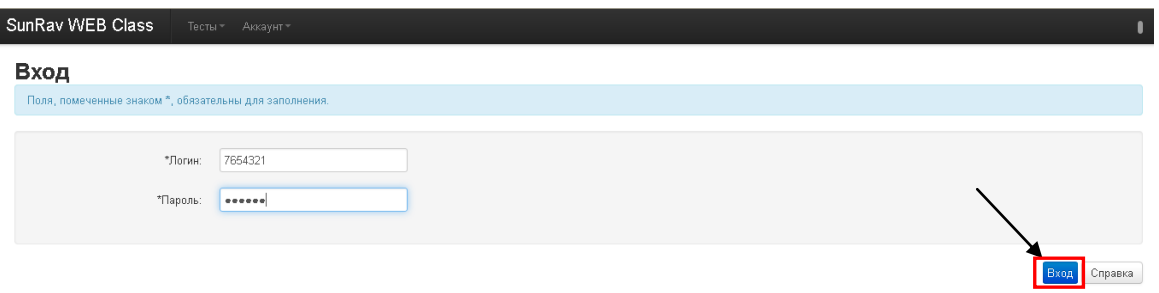 SunRav WEB Class Тесты Аккаунт
Вход
Поля, помеченные знаком *, обязательны для заполнения.
*Логин: 7654321
*Пароль: ••••••
Вход Справка